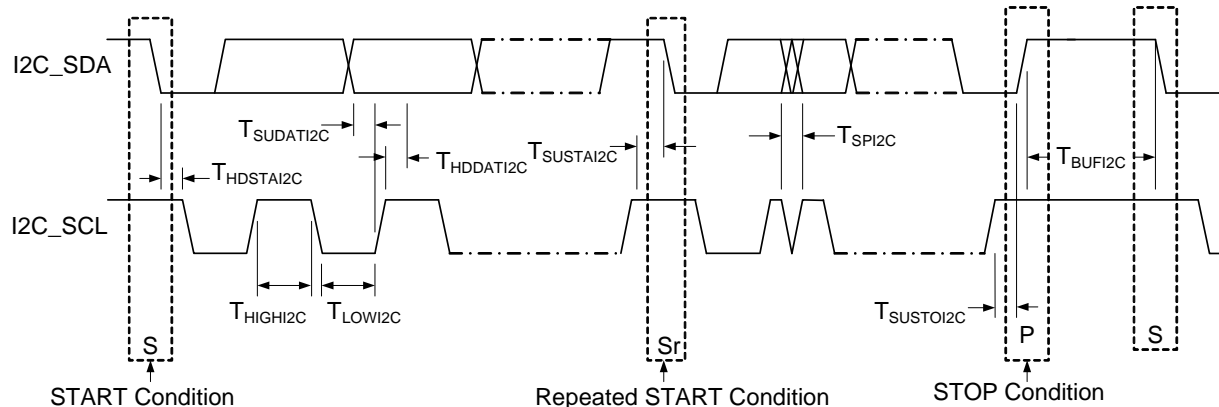 I2C_SDA
T_SUDATI2C
T_HDDATI2C
T_SUSTAI2C
T_SPI2C
T_BUFI2C
T_HDSTAI2C
I2C_SCL
T_HIGHI2C
T_LOWI2C
T_SUSTOI2C
S
Sr
P
S
START Condition
Repeated START Condition
STOP Condition